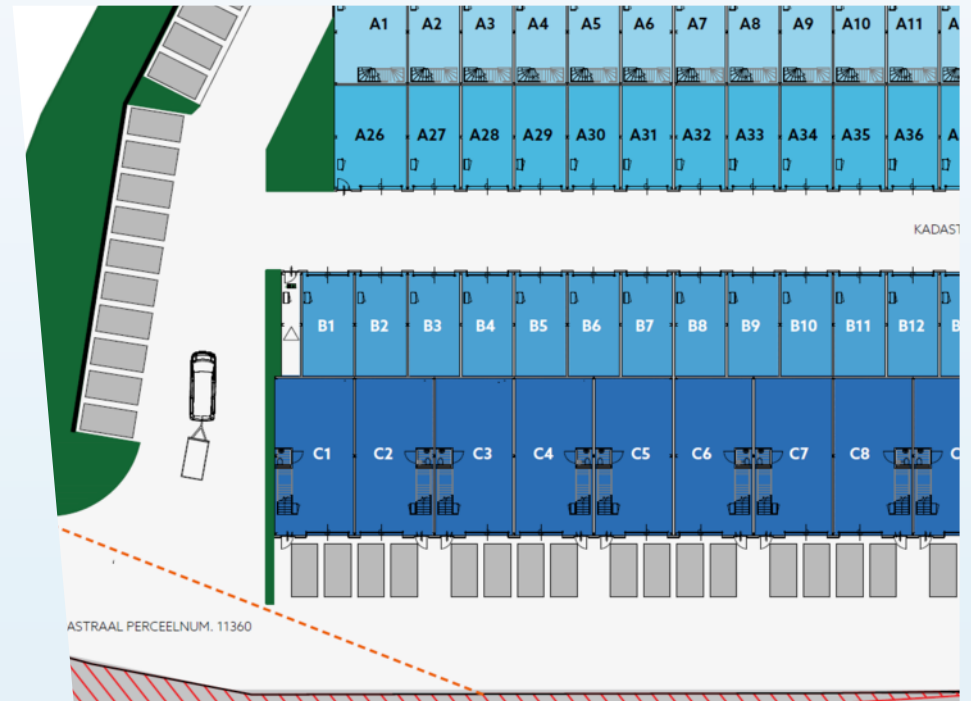 A1 A2 A3 A4 A5 A6 A7 A8 A9 A10 A11 A
A26 A27 A28 A29 A30 A31 A32 A33 A34 A35 A36 A
KADAST
B1 B2 B3 B4 B5 B6 B7 B8 B9 B10 B11 B12 B
C1 C2 C3 C4 C5 C6 C7 C8 C
ASTRAAL PERCEELNUM. 11360